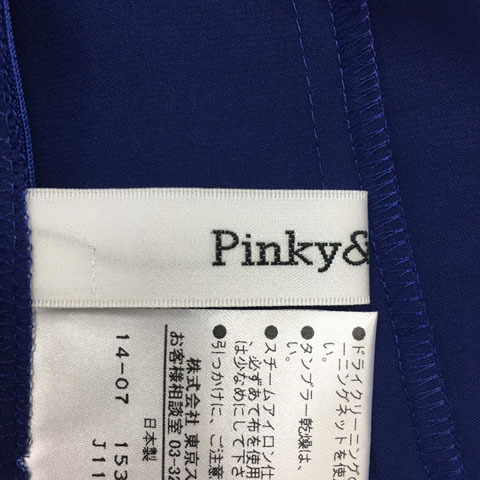 Pinky&
● ドライクリーニングの
ーニングネットを使
い。
● タンブラー乾燥は、
い。
● スチームアイロン仕
、必ずあて布を使用
は少なめにして下さ
● 引っかけに、ご注意
株式会社 東京ス
お客様相談室 03-32
日本製
14-07 153
J11